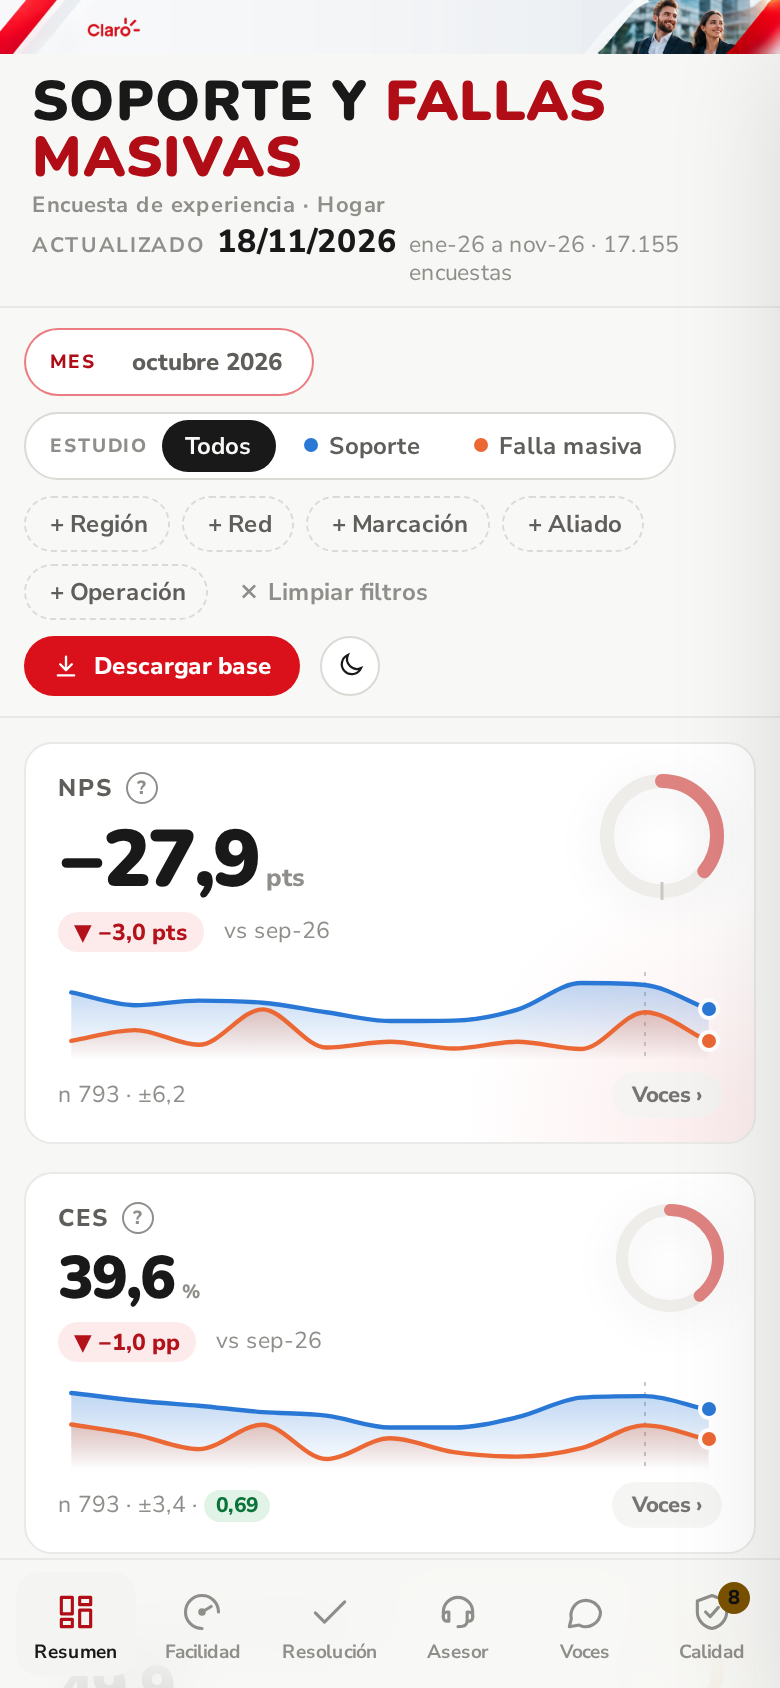 Claro
SOPORTE Y FALLAS
MASIVAS
Encuesta de experiencia · Hogar
ACTUALIZADO 18/11/2026 ene-26 a nov-26 · 17.155
encuestas
MES octubre 2026
ESTUDIO Todos Soporte Falla masiva
+ Región + Red + Marcación + Aliado
+ Operación × Limpiar filtros
Descargar base
NPS ?
−27,9 pts
▼ −3,0 pts vs sep-26
n 793 · ±6,2 Voces ›
CES ?
39,6 %
▼ −1,0 pp vs sep-26
n 793 · ±3,4 · 0,69 Voces ›
8
Resumen Facilidad Resolución Asesor Voces Calidad